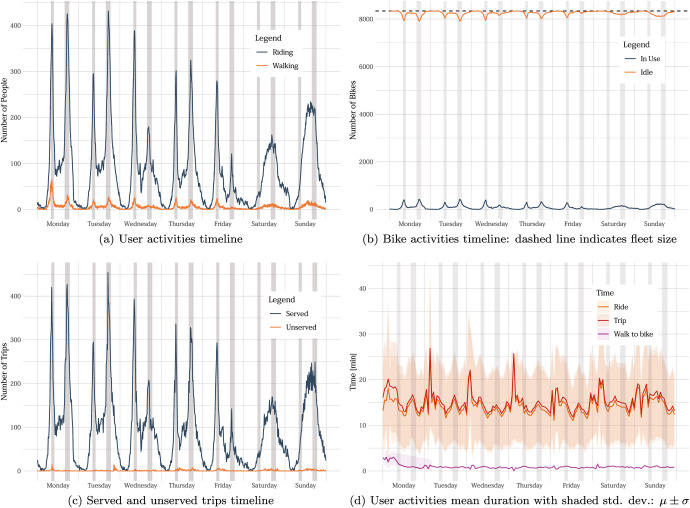 400
300
200
100
0
Number of People
Legend
Riding
Walking
Monday
Tuesday
Wednesday
Thursday
Friday
Saturday
Sunday
(a) User activities timeline
8000
6000
4000
2000
0
Number of Bikes
Legend
In Use
Idle
Monday
Tuesday
Wednesday
Thursday
Friday
Saturday
Sunday
(b) Bike activities timeline: dashed line indicates fleet size
400
300
200
100
0
Number of Trips
Legend
Served
Unserved
Monday
Tuesday
Wednesday
Thursday
Friday
Saturday
Sunday
(c) Served and unserved trips timeline
40
30
20
10
0
Time [min]
Time
Ride
Trip
Walk to bike
Monday
Tuesday
Wednesday
Thursday
Friday
Saturday
Sunday
(d) User activities mean duration with shaded std. dev.: μ ± σ